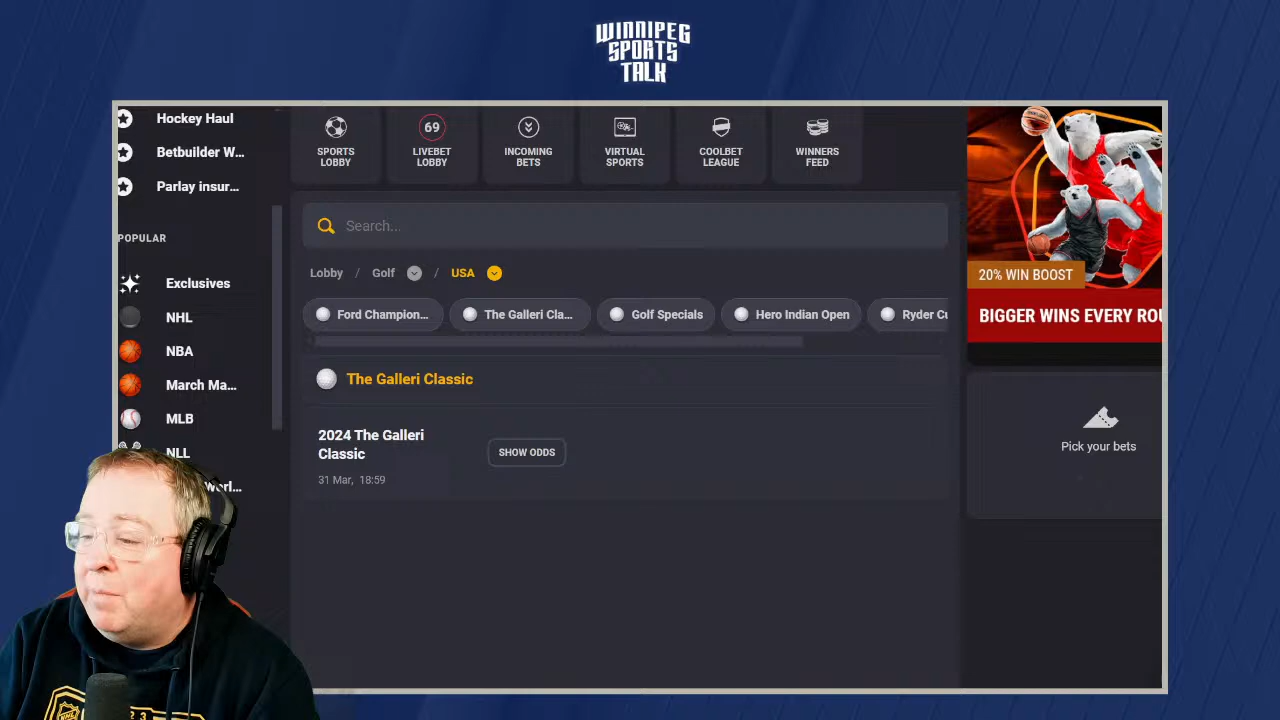 WINNIPEG
SPORTS
TALK
Hockey Haul
Betbuilder W...
Parlay insur...
POPULAR
Exclusives
NHL
NBA
March Ma...
MLB
NLL
worl...
SPORTS
LOBBY
69
LIVEBET
LOBBY
INCOMING
BETS
VIRTUAL
SPORTS
COOLBET
LEAGUE
WINNERS
FEED
Search...
Lobby / Golf / USA
Ford Champion...
The Galleri Cla...
Golf Specials
Hero Indian Open
Ryder Cu
The Galleri Classic
2024 The Galleri
Classic
SHOW ODDS
31 Mar, 18:59
20% WIN BOOST
BIGGER WINS EVERY ROU
Pick your bets
NHL